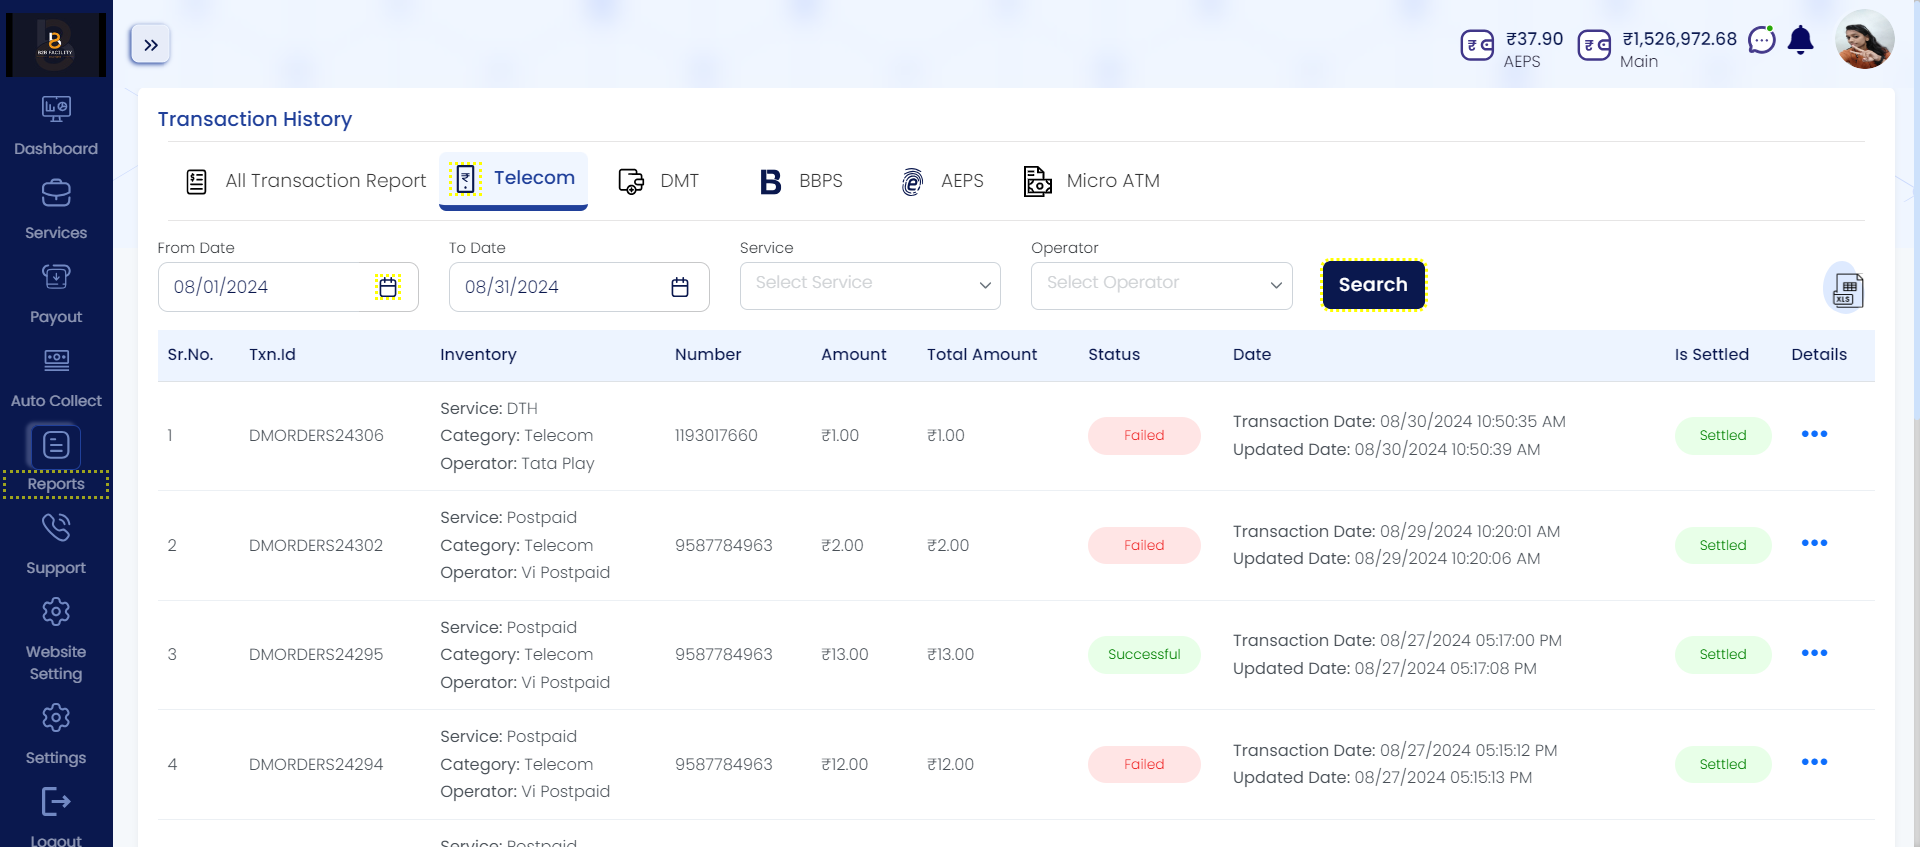 B2B FACILITY
₹37.90
AEPS
₹1,526,972.68
Main
Dashboard
Services
Payout
Auto Collect
Reports
Support
Website
Setting
Settings
Logout
Transaction History
All Transaction Report
Telecom
DMT
BBPS
AEPS
Micro ATM
From Date
To Date
Service
Operator
08/01/2024
08/31/2024
Select Service
Select Operator
Search
XLS
Sr.No. Txn.Id Inventory Number Amount Total Amount Status Date Is Settled Details
1 DMORDERS24306
Service: DTH
Category: Telecom
Operator: Tata Play
1193017660 ₹1.00 ₹1.00 Failed
Transaction Date: 08/30/2024 10:50:35 AM
Updated Date: 08/30/2024 10:50:39 AM
Settled
2 DMORDERS24302
Service: Postpaid
Category: Telecom
Operator: Vi Postpaid
9587784963 ₹2.00 ₹2.00 Failed
Transaction Date: 08/29/2024 10:20:01 AM
Updated Date: 08/29/2024 10:20:06 AM
Settled
3 DMORDERS24295
Service: Postpaid
Category: Telecom
Operator: Vi Postpaid
9587784963 ₹13.00 ₹13.00 Successful
Transaction Date: 08/27/2024 05:17:00 PM
Updated Date: 08/27/2024 05:17:08 PM
Settled
4 DMORDERS24294
Service: Postpaid
Category: Telecom
Operator: Vi Postpaid
9587784963 ₹12.00 ₹12.00 Failed
Transaction Date: 08/27/2024 05:15:12 PM
Updated Date: 08/27/2024 05:15:13 PM
Settled
Service: Postpaid